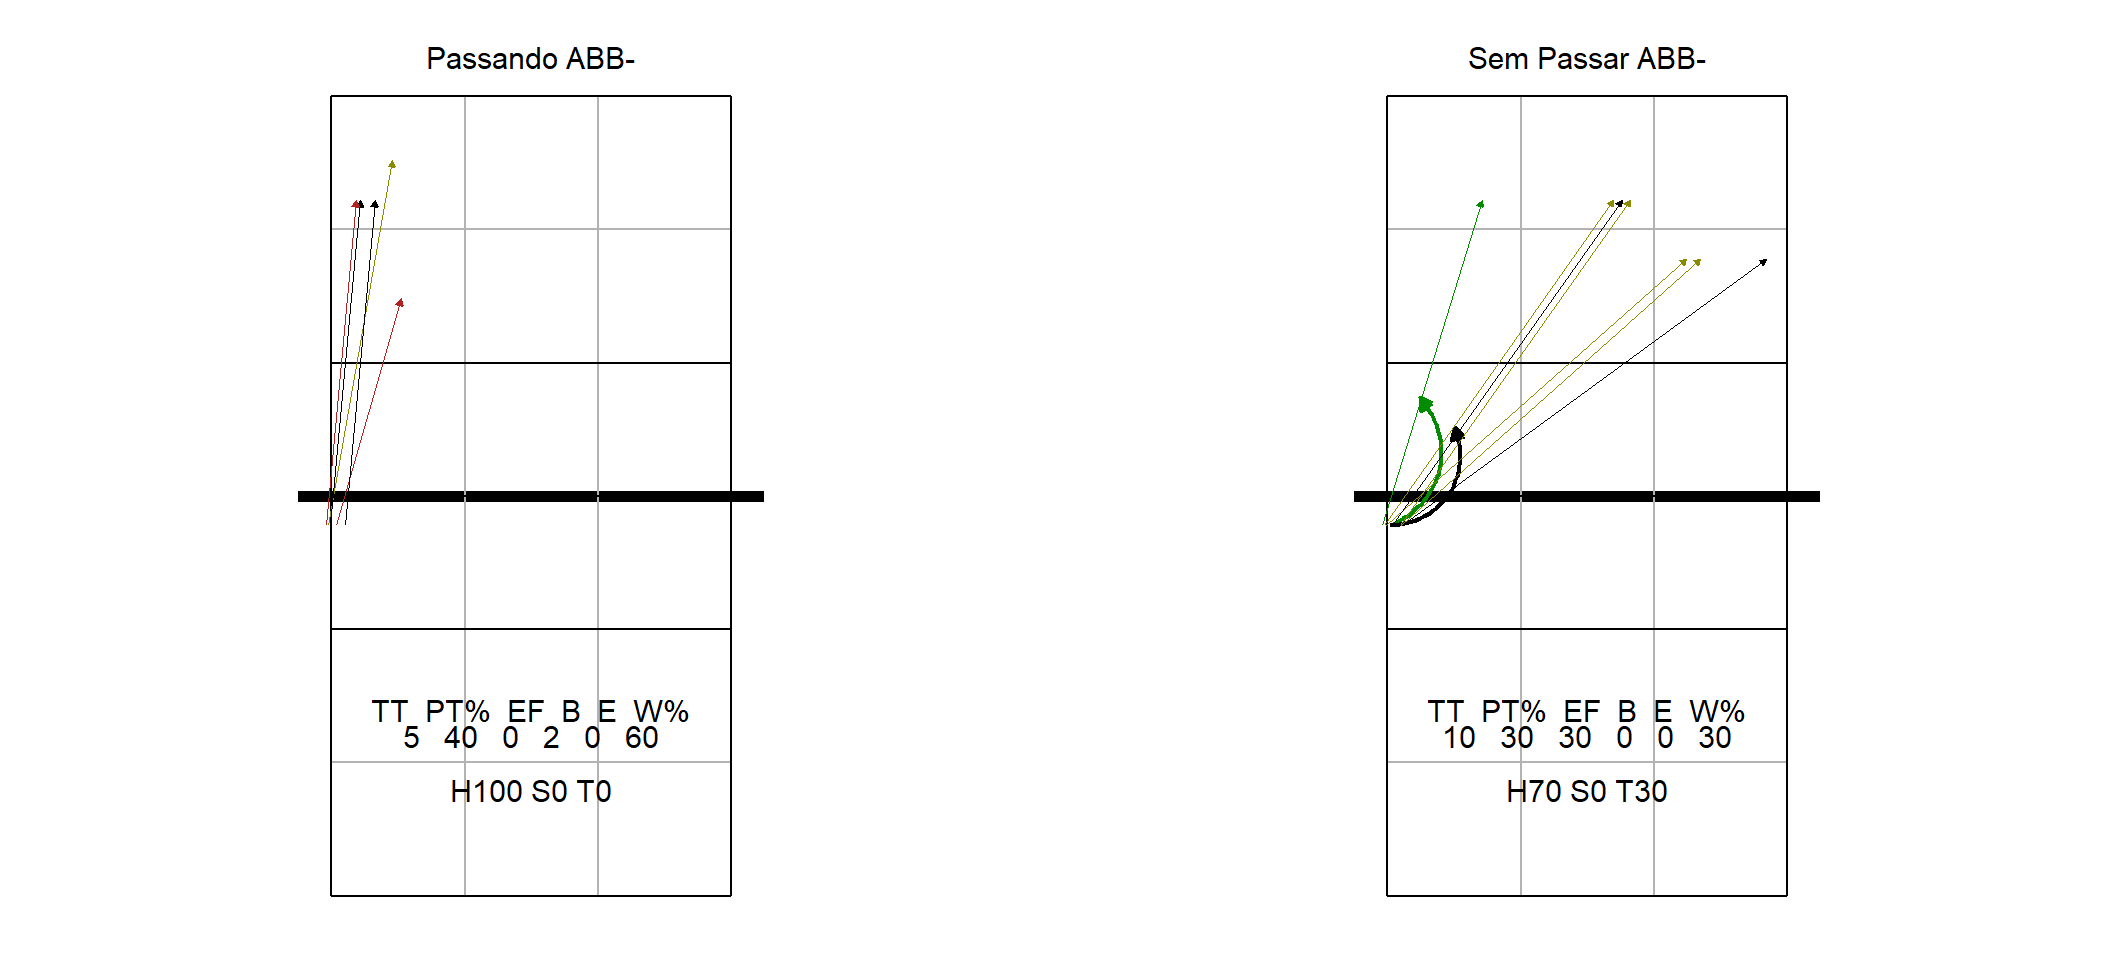 Passando ABB-
TT PT% EF B E W%
5 40 0 2 0 60
H100 S0 T0
Sem Passar ABB-
TT PT% EF B E W%
10 30 30 0 0 30
H70 S0 T30